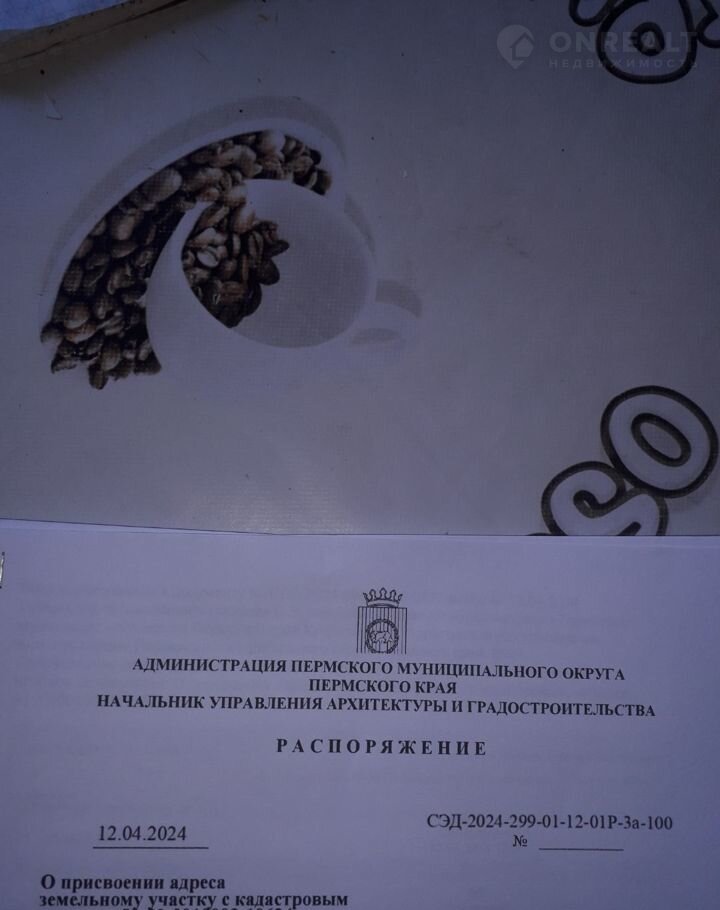 ONREALT
НЕДВИЖИМОСТЬ
CO
АДМИНИСТРАЦИЯ ПЕРМСКОГО МУНИЦИПАЛЬНОГО ОКРУГА
ПЕРМСКОГО КРАЯ
НАЧАЛЬНИК УПРАВЛЕНИЯ АРХИТЕКТУРЫ И ГРАДОСТРОИТЕЛЬСТВА
РАСПОРЯЖЕНИЕ
12.04.2024
СЭД-2024-299-01-12-01Р-3а-100
№
О присвоении адреса
земельному участку с кадастровым